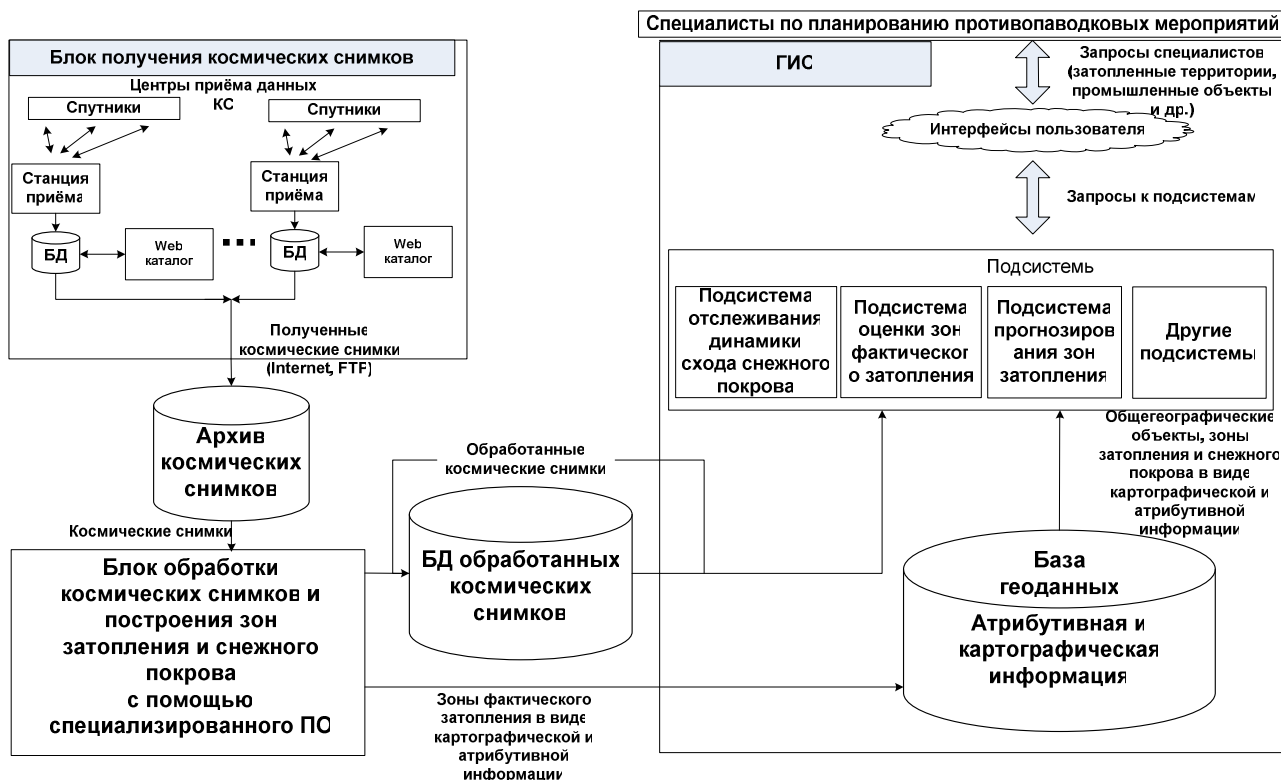 Специалисты по планированию противопаводковых мероприятий
Блок получения космических снимков
Центры приёма данных
КС
Спутники
Спутники
Станция
приёма
Станция
приёма
БД
Web
каталог
БД
Web
каталог
Полученные
космические снимки
(Internet, FTP)
ГИС
Запросы специалистов
(затопленные территории,
промышленные объекты
и др.)
Интерфейсы пользователя
Запросы к подсистемам
Подсистемь
Подсистема
отслеживания
динамики
схода снежного
покрова
Подсистема
оценки зон
фактическог
о затопления
Подсистема
прогнозиров
ания зон
затопления
Другие
подсистемы
Архив
космических
снимков
Космические снимки
Обработанные
космические снимки
БД обработанных
космических
снимков
Общегеографические
объекты, зоны
затопления и снежного
покрова в виде
картографической и
атрибутивной
информации
Блок обработки
космических снимков и
построения зон
затопления и снежного
покрова
с помощью
специализированного ПО
База
геоданных
Атрибутивная и
картографическая
информация
Зоны фактического
затопления в виде
картографической и
атрибутивной
информации